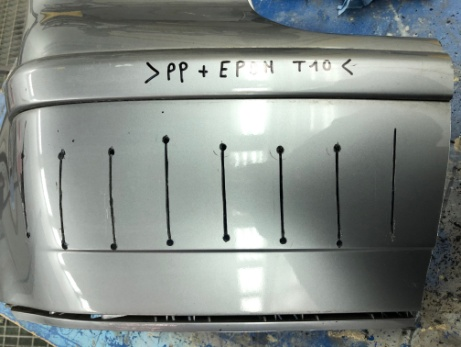 >PP + EPDM T10<